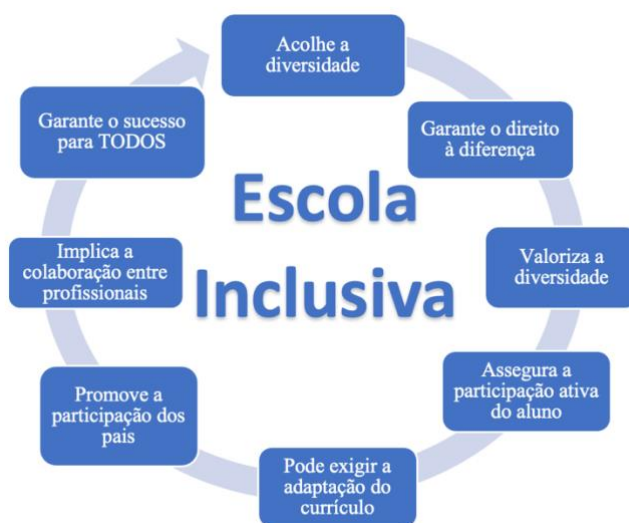 Acolhe a
diversidade
Garante o direito
à diferença
Valoriza a
diversidade
Assegura a
participação ativa
do aluno
Pode exigir a
adaptação do
currículo
Promove a
participação dos
pais
Implica a
colaboração entre
profissionais
Garante o sucesso
para TODOS
Escola
Inclusiva